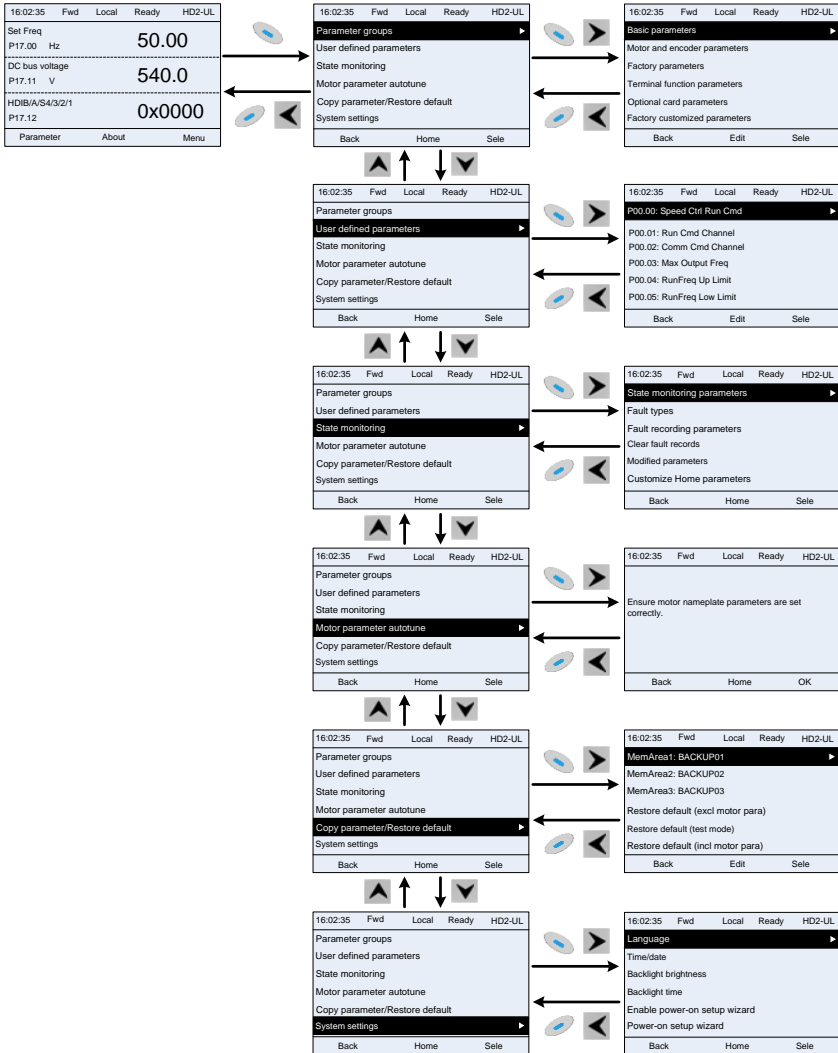 16:02:35 Fwd Local Ready HD2-UL
Set Freq
P17.00 Hz 50.00
DC bus voltage
P17.11 V 540.0
HDIB/A/S4/3/2/1
P17.12 0x0000
Parameter About Menu
16:02:35 Fwd Local Ready HD2-UL
Parameter groups
User defined parameters
State monitoring
Motor parameter autotune
Copy parameter/Restore default
System settings
Back Home Sele
16:02:35 Fwd Local Ready HD2-UL
Basic parameters
Motor and encoder parameters
Factory parameters
Terminal function parameters
Optional card parameters
Factory customized parameters
Back Edit Sele
16:02:35 Fwd Local Ready HD2-UL
Parameter groups
User defined parameters
State monitoring
Motor parameter autotune
Copy parameter/Restore default
System settings
Back Home Sele
16:02:35 Fwd Local Ready HD2-UL
P00.00: Speed Ctrl Run Cmd
P00.01: Run Cmd Channel
P00.02: Comm Cmd Channel
P00.03: Max Output Freq
P00.04: RunFreq Up Limit
P00.05: RunFreq Low Limit
Back Edit Sele
16:02:35 Fwd Local Ready HD2-UL
Parameter groups
User defined parameters
State monitoring
Motor parameter autotune
Copy parameter/Restore default
System settings
Back Home Sele
16:02:35 Fwd Local Ready HD2-UL
State monitoring parameters
Fault types
Fault recording parameters
Clear fault records
Modified parameters
Customize Home parameters
Back Home Sele
16:02:35 Fwd Local Ready HD2-UL
Parameter groups
User defined parameters
State monitoring
Motor parameter autotune
Copy parameter/Restore default
System settings
Back Home Sele
16:02:35 Fwd Local Ready HD2-UL
Ensure motor nameplate parameters are set
correctly.
Back Home OK
16:02:35 Fwd Local Ready HD2-UL
Parameter groups
User defined parameters
State monitoring
Motor parameter autotune
Copy parameter/Restore default
System settings
Back Home Sele
16:02:35 Fwd Local Ready HD2-UL
MemArea1: BACKUP01
MemArea2: BACKUP02
MemArea3: BACKUP03
Restore default (excl motor para)
Restore default (test mode)
Restore default (incl motor para)
Back Edit Sele
16:02:35 Fwd Local Ready HD2-UL
Parameter groups
User defined parameters
State monitoring
Motor parameter autotune
Copy parameter/Restore default
System settings
Back Home Sele
16:02:35 Fwd Local Ready HD2-UL
Language
Time/date
Backlight brightness
Backlight time
Enable power-on setup wizard
Power-on setup wizard
Back Home Sele